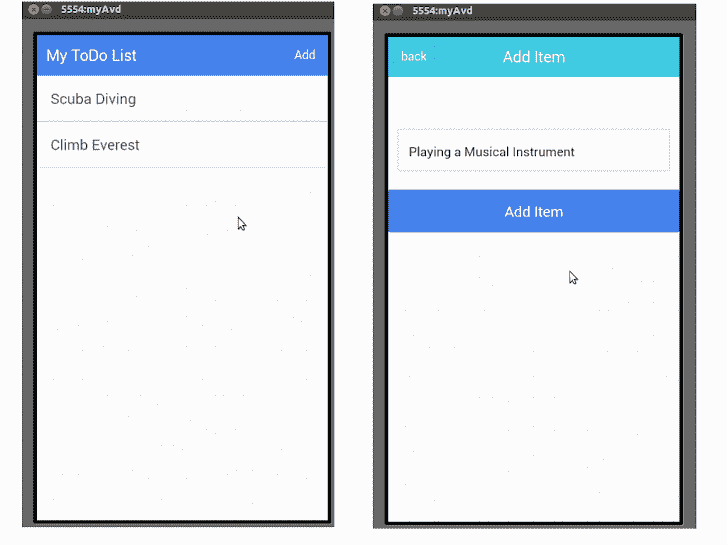 5554:myAvd
My ToDo List
Add
Scuba Diving
Climb Everest
5554:myAvd
back
Add Item
Playing a Musical Instrument
Add Item